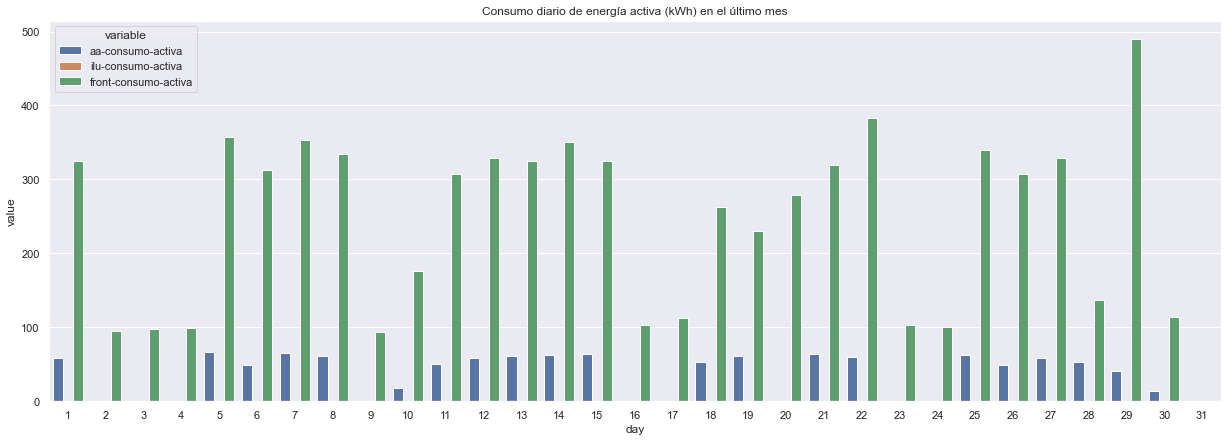 Consumo diario de energía activa (kWh) en el último mes
variable
aa-consumo-activa
ilu-consumo-activa
front-consumo-activa
value
500
400
300
200
100
0
1 2 3 4 5 6 7 8 9 10 11 12 13 14 15 16 17 18 19 20 21 22 23 24 25 26 27 28 29 30 31
day